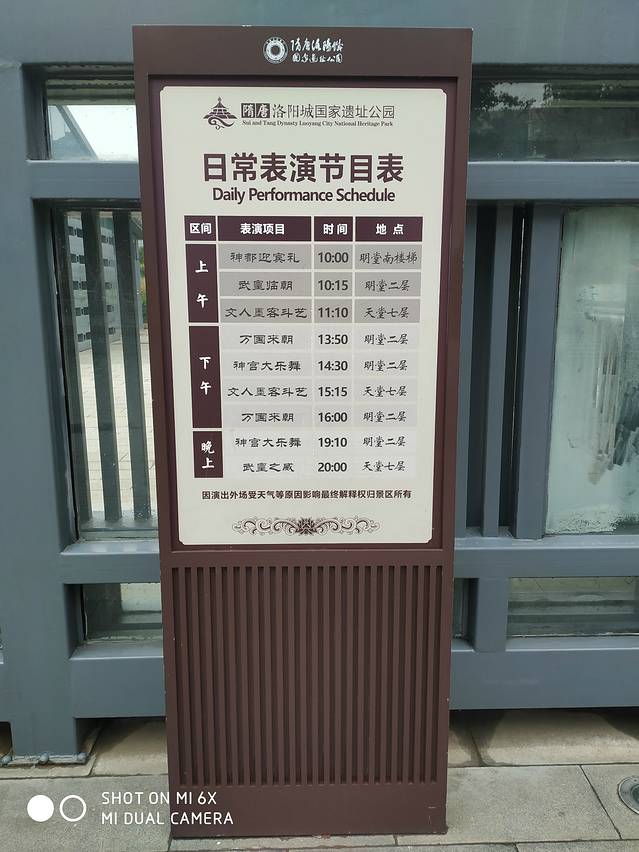 隋唐洛阳城
国家遗址公园
隋唐洛阳城国家遗址公园
Sui and Tang Dynasty Luoyang City National Heritage Park
日常表演节目表
Daily Performance Schedule
区间 表演项目 时间 地点
上午
神都迎宾礼 10:00 明堂南楼梯
武皇临朝 10:15 明堂二层
文人墨客斗艺 11:10 天堂七层
下午
万国来朝 13:50 明堂二层
神宫大乐舞 14:30 明堂二层
文人墨客斗艺 15:15 天堂七层
万国来朝 16:00 明堂二层
晚上
神宫大乐舞 19:10 明堂二层
武皇之威 20:00 天堂七层
因演出外场受天气等原因影响最终解释权归景区所有
SHOT ON MI 6X
MI DUAL CAMERA